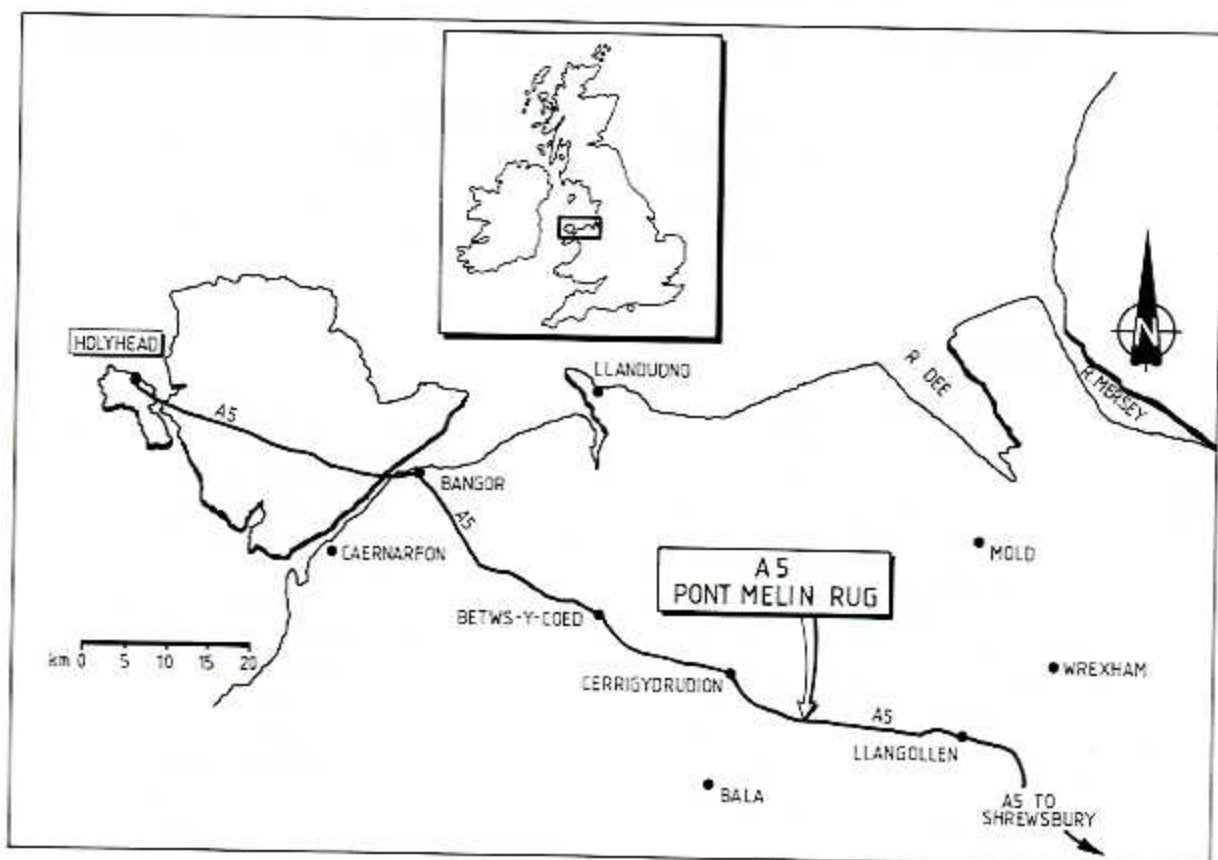 HOLYHEAD
A5
LLANDUDNO
R. DEE
R. MERSEY
N
BANGOR
A5
CAERNARFON
MOLD
A5
PONT MELIN RUG
BETWS-Y-COED
km 0 5 10 15 20
CERRIGYDRUDION
WREXHAM
A5
LLANGOLLEN
BALA
A5 TO
SHREWSBURY